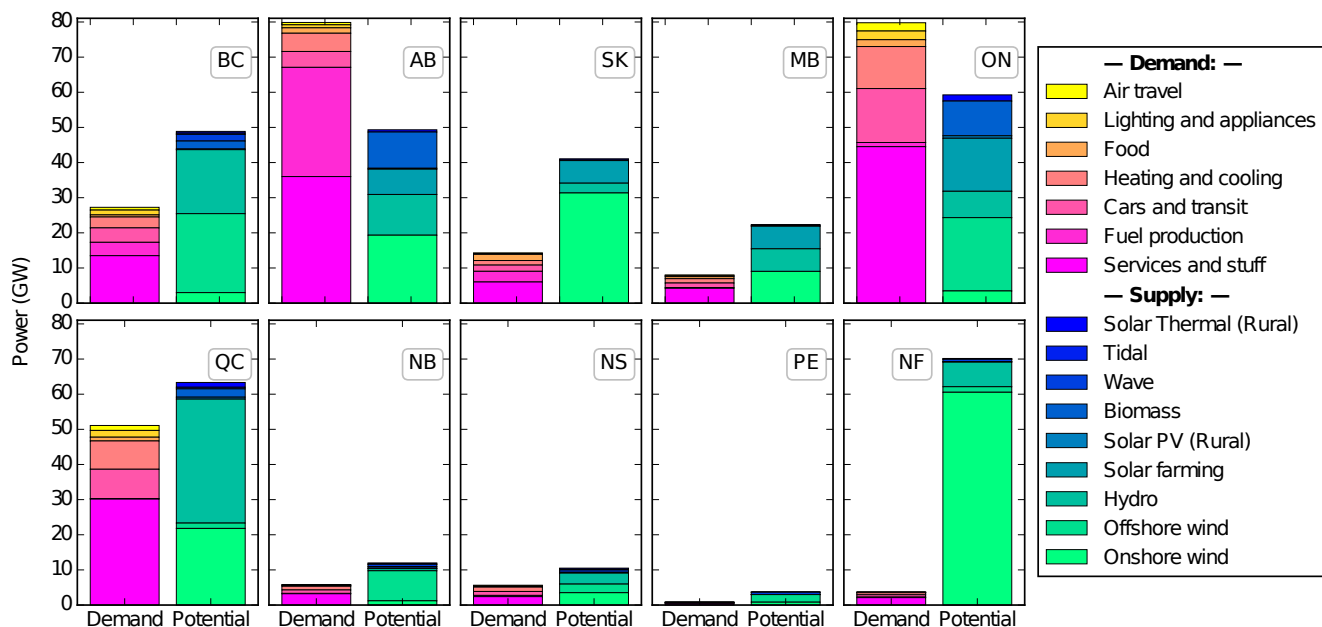 Power (GW)
80
70
60
50
40
30
20
10
0
BC
AB
SK
MB
ON
80
70
60
50
40
30
20
10
0
QC
NB
NS
PE
NF
Demand Potential
Demand Potential
Demand Potential
Demand Potential
Demand Potential
— Demand: —
Air travel
Lighting and appliances
Food
Heating and cooling
Cars and transit
Fuel production
Services and stuff
— Supply: —
Solar Thermal (Rural)
Tidal
Wave
Biomass
Solar PV (Rural)
Solar farming
Hydro
Offshore wind
Onshore wind